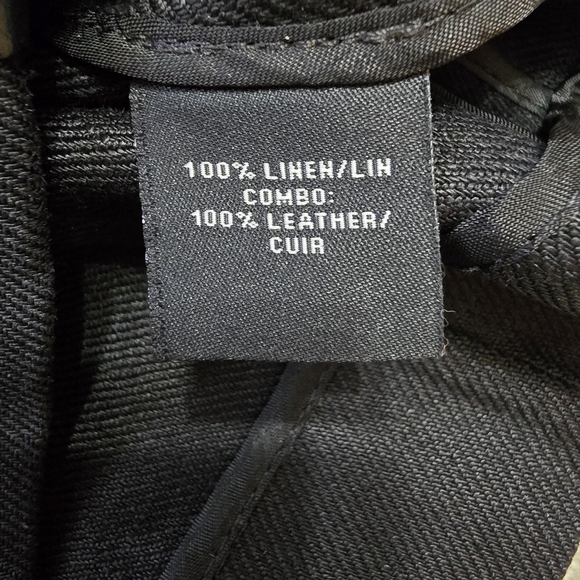 100% LINEN/LIN
COMBO:
100% LEATHER/
CUIR